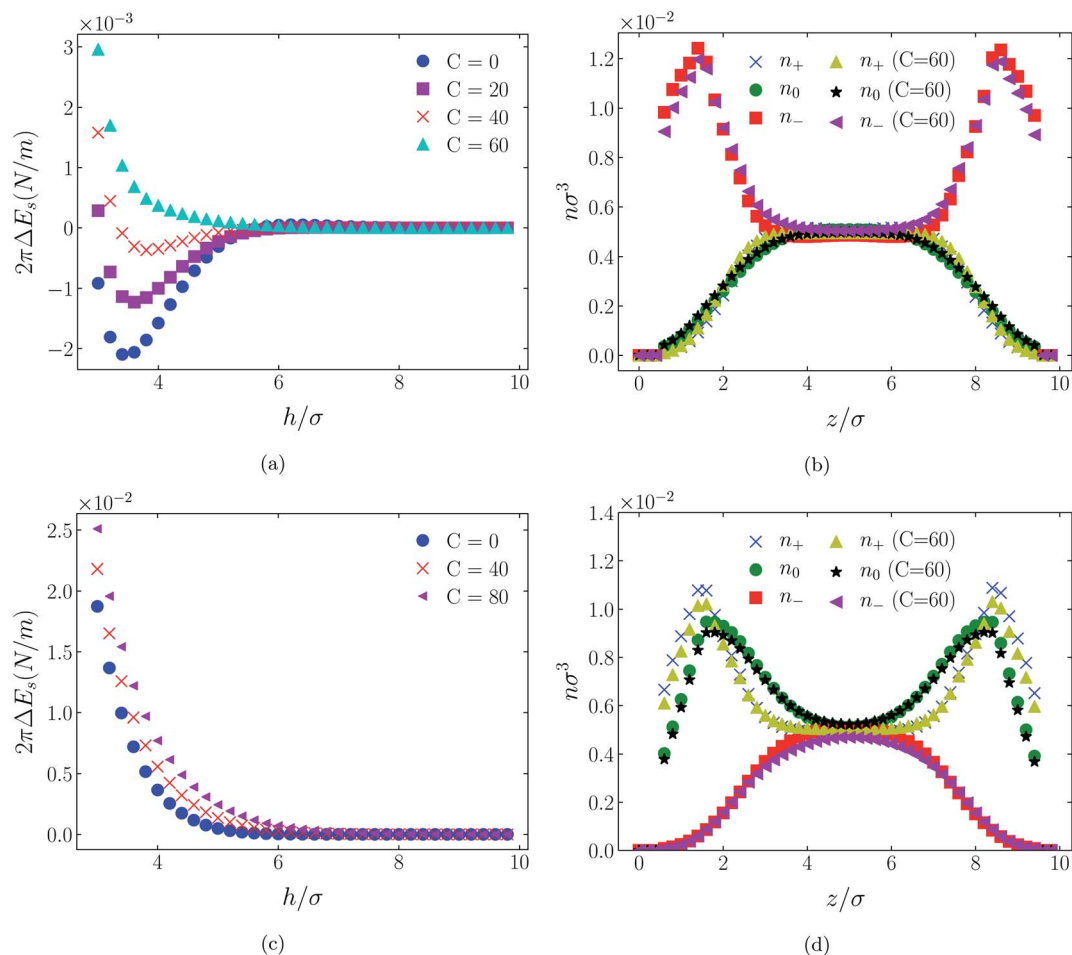 ×10⁻³
3
2
1
0
−1
−2
2π ΔE_s(N/m)
C = 0
C = 20
C = 40
C = 60
4
6
8
10
h/σ
(a)
×10⁻²
1.2
1.0
0.8
0.6
0.4
0.2
0.0
nσ³
n₊
n₊ (C=60)
n₀
n₀ (C=60)
n₋
n₋ (C=60)
0
2
4
6
8
10
z/σ
(b)
×10⁻²
2.5
2.0
1.5
1.0
0.5
0.0
2π ΔE_s(N/m)
C = 0
C = 40
C = 80
4
6
8
10
h/σ
(c)
×10⁻²
1.4
1.2
1.0
0.8
0.6
0.4
0.2
0.0
nσ³
n₊
n₊ (C=60)
n₀
n₀ (C=60)
n₋
n₋ (C=60)
0
2
4
6
8
10
z/σ
(d)